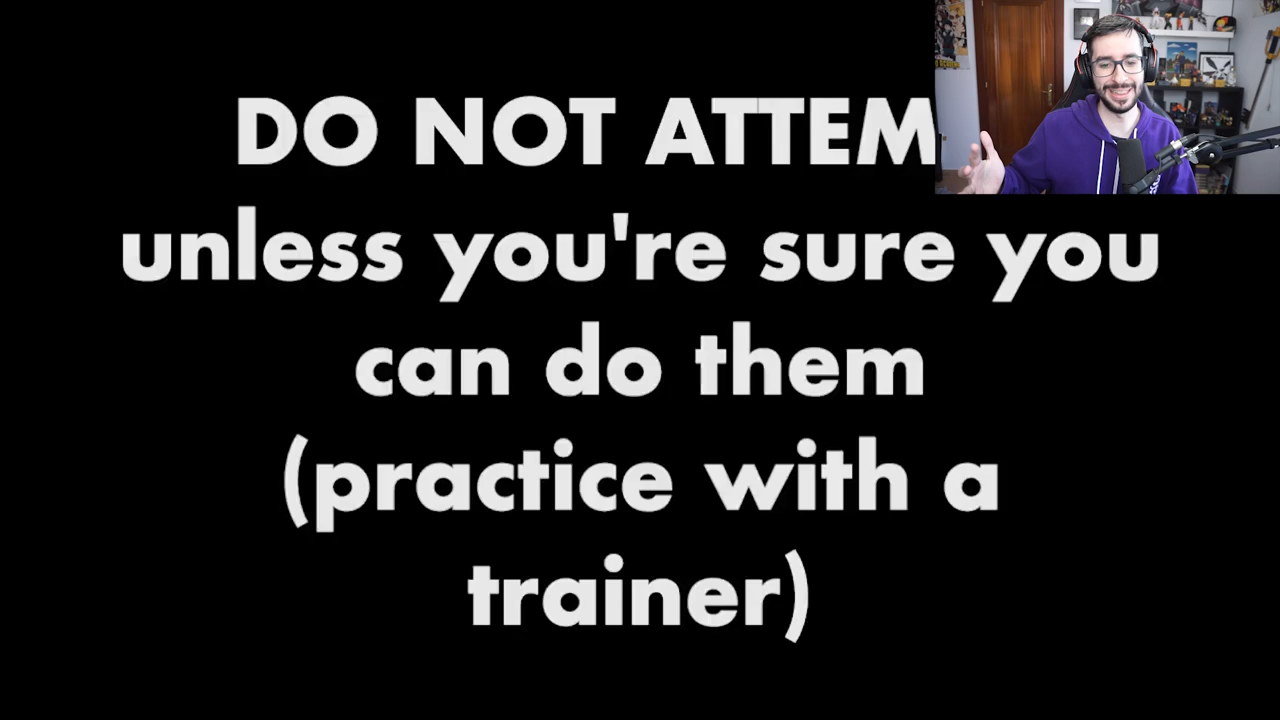 DO NOT ATTEM
unless you're sure you
can do them
(practice with a
trainer)